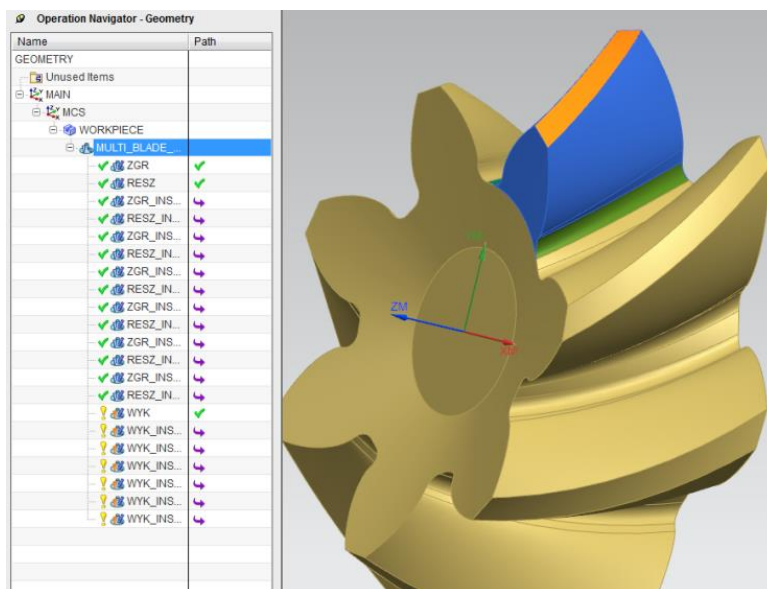 Operation Navigator - Geometry
Name Path
GEOMETRY
Unused Items
MAIN
MCS
WORKPIECE
MULTI_BLADE_...
ZGR
RESZ
ZGR_INS...
RESZ_IN...
ZGR_INS...
RESZ_IN...
ZGR_INS...
RESZ_IN...
ZGR_INS...
RESZ_IN...
ZGR_INS...
RESZ_IN...
ZGR_INS...
RESZ_IN...
WYK
WYK_INS...
WYK_INS...
WYK_INS...
WYK_INS...
WYK_INS...
WYK_INS...
ZM
XM